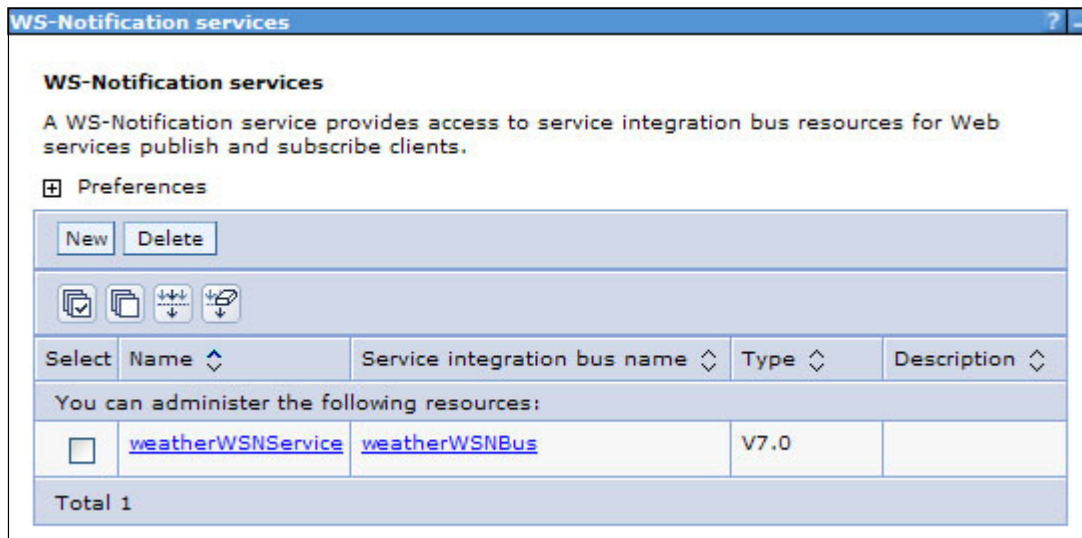 WS-Notification services ? -
WS-Notification services
A WS-Notification service provides access to service integration bus resources for Web
services publish and subscribe clients.
Preferences
New Delete
Select Name Service integration bus name Type Description
You can administer the following resources:
weatherWSNService weatherWSNBus V7.0
Total 1